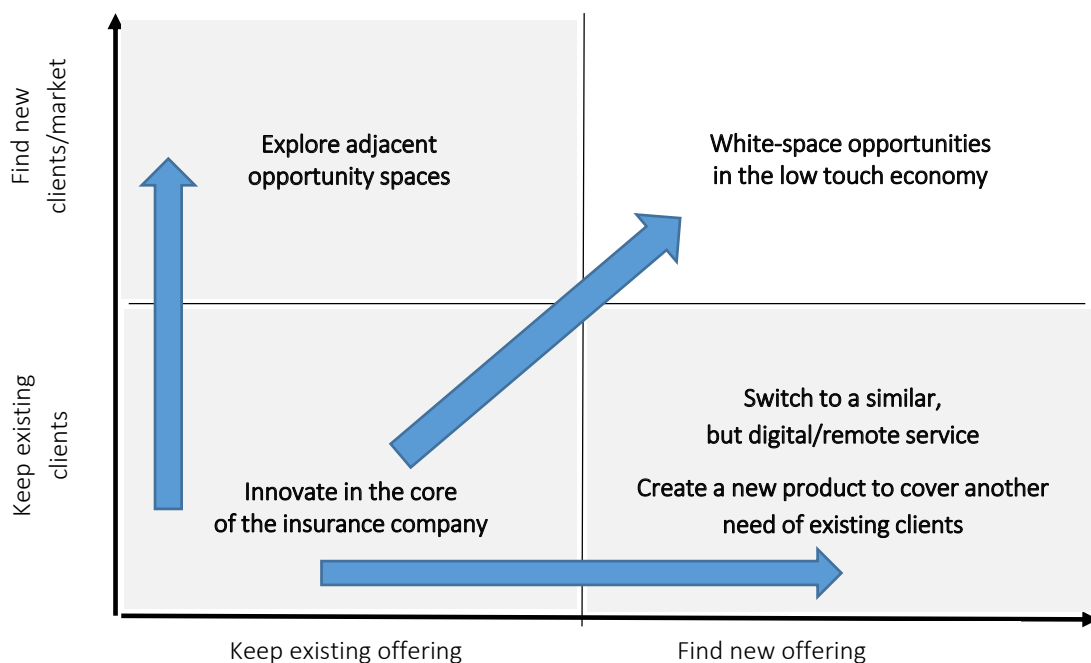 Find new
clients/market
Explore adjacent
opportunity spaces
White-space opportunities
in the low touch economy
Keep existing
clients
Innovate in the core
of the insurance company
Switch to a similar,
but digital/remote service
Create a new product to cover another
need of existing clients
Keep existing offering
Find new offering